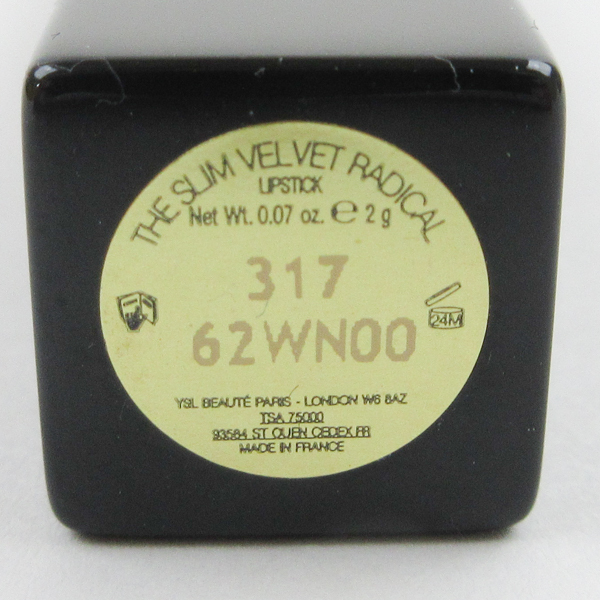 THE SLIM VELVET RADICAL
LIPSTICK
Net Wt. 0.07 oz. ℮ 2 g
317
24M
62WN00
YSL BEAUTÉ PARIS - LONDON W6 8AZ
TSA 75000
93584 ST OUEN CEDEX FR
MADE IN FRANCE